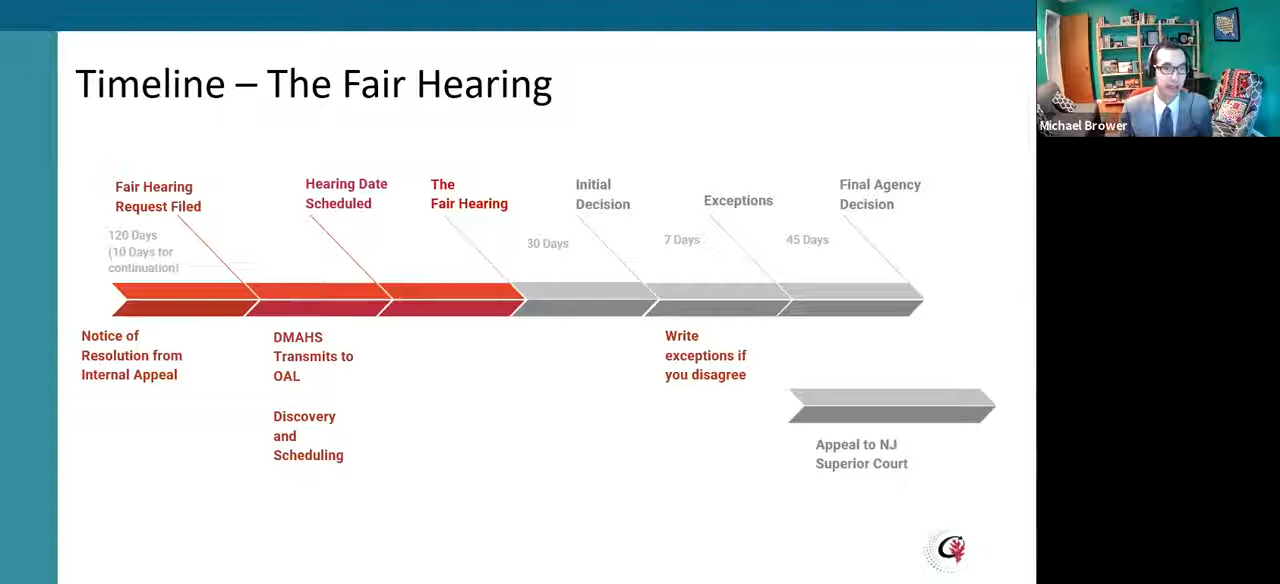 Timeline – The Fair Hearing
Michael Brower
Fair Hearing
Request Filed
Hearing Date
Scheduled
The
Fair Hearing
Initial
Decision
Exceptions
Final Agency
Decision
120 Days
(10 Days for
continuation)
30 Days
7 Days
45 Days
Notice of
Resolution from
Internal Appeal
DMAHS
Transmits to
OAL
Discovery
and
Scheduling
Write
exceptions if
you disagree
Appeal to NJ
Superior Court